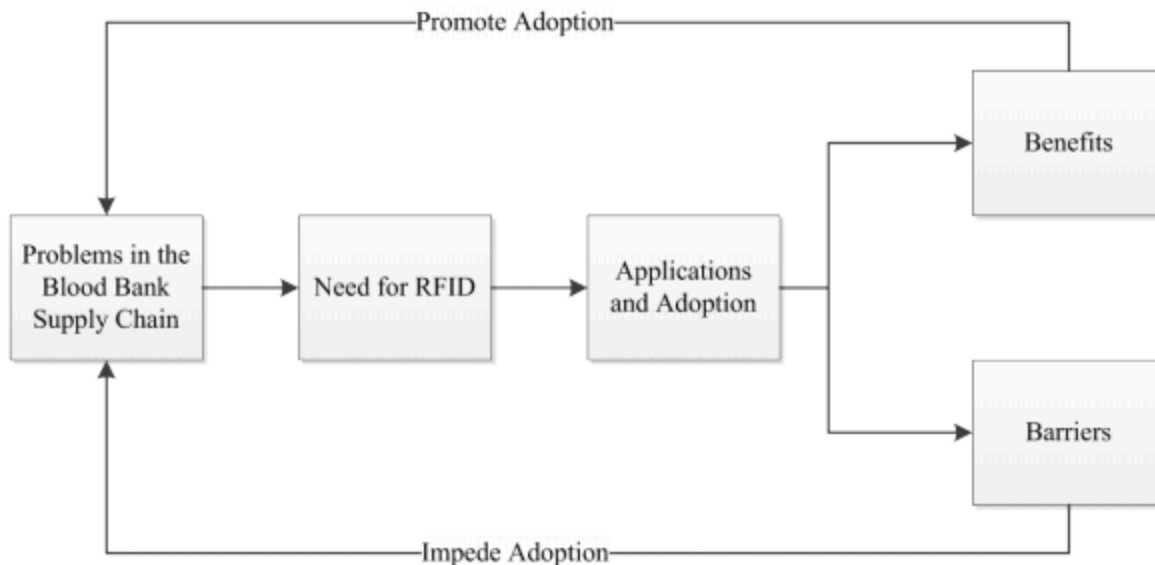 Promote Adoption
Benefits
Problems in the
Blood Bank
Supply Chain
Need for RFID
Applications
and Adoption
Barriers
Impede Adoption